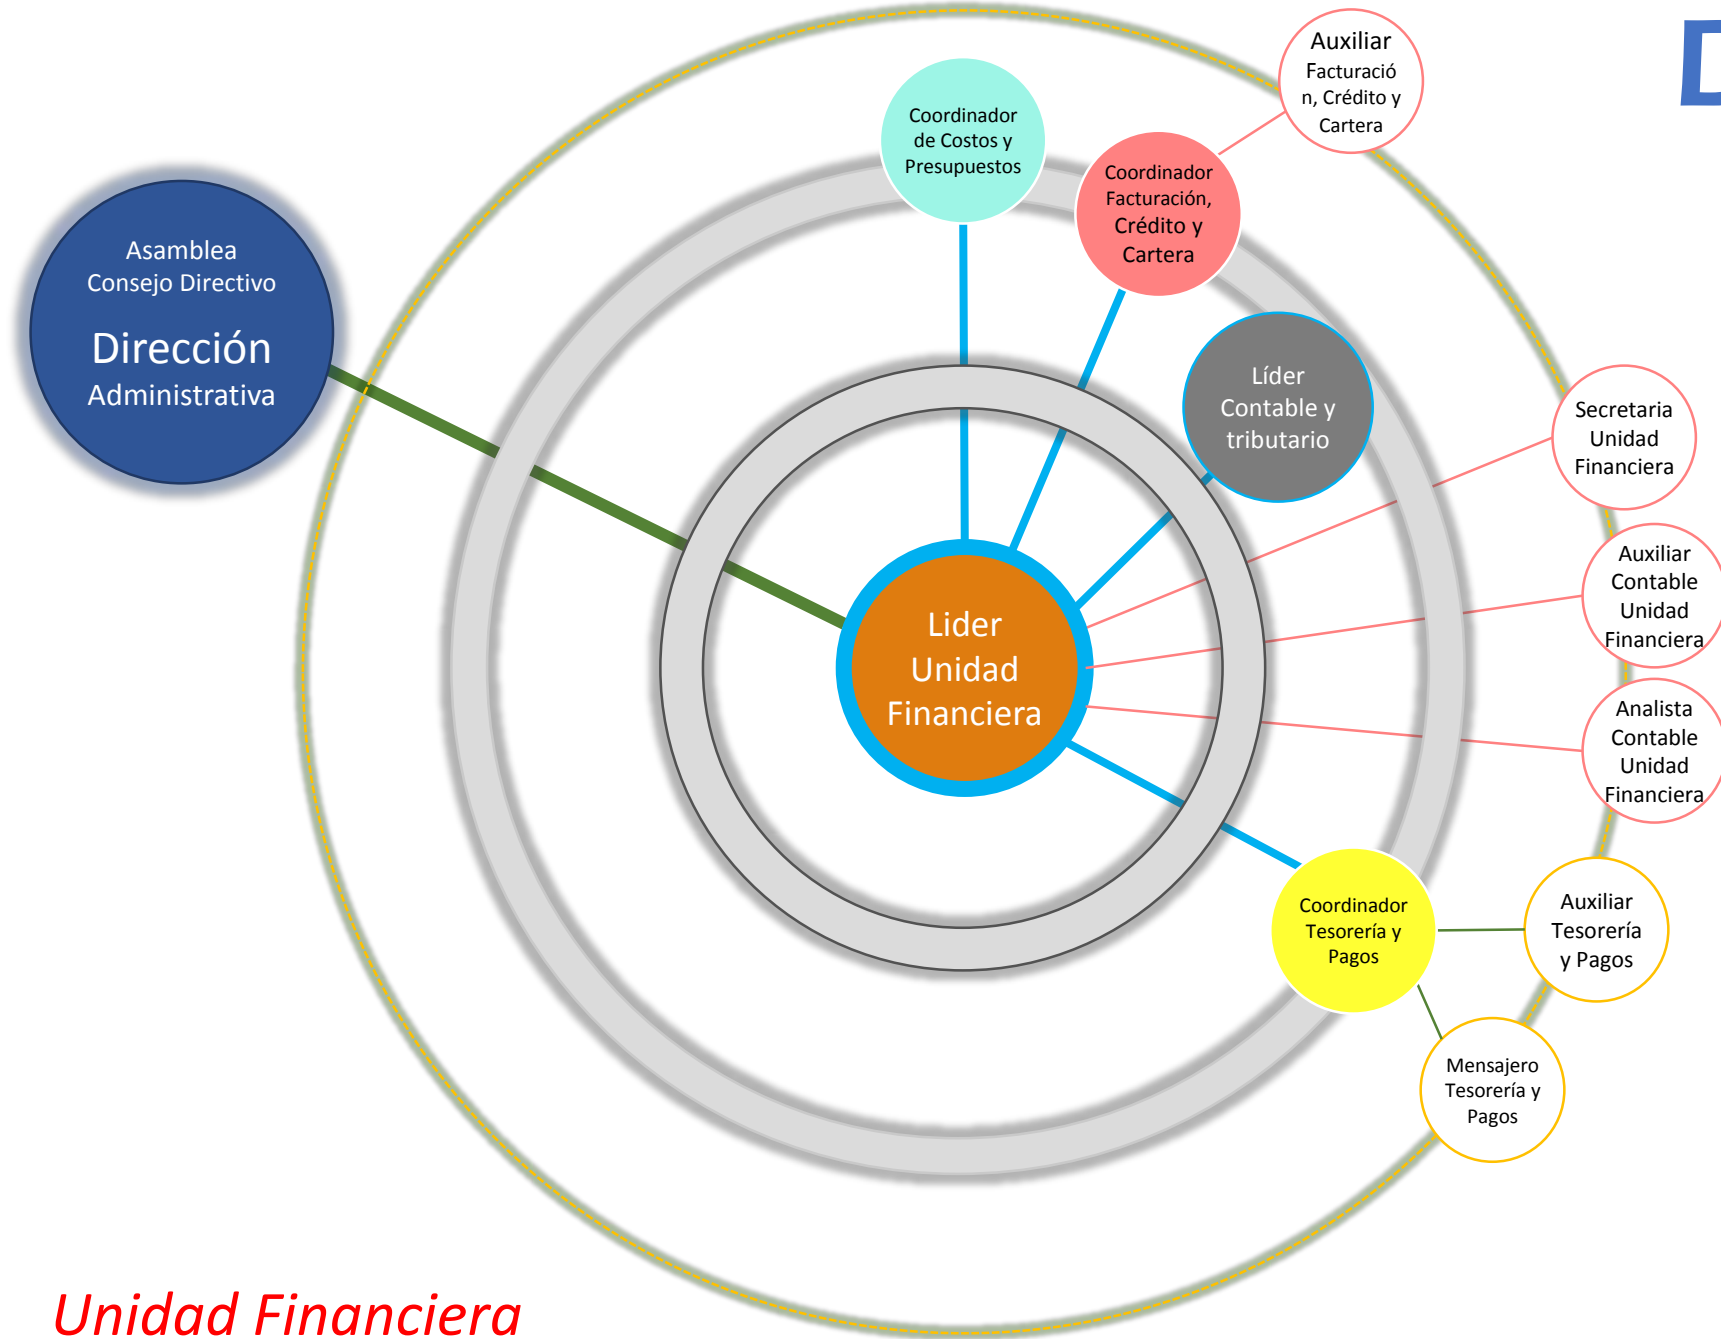 D
Auxiliar
Facturació
n, Crédito y
Cartera
Coordinador
de Costos y
Presupuestos
Coordinador
Facturación,
Crédito y
Cartera
Asamblea
Consejo Directivo
Dirección
Administrativa
Líder
Contable y
tributario
Secretaria
Unidad
Financiera
Auxiliar
Contable
Unidad
Financiera
Lider
Unidad
Financiera
Analista
Contable
Unidad
Financiera
Coordinador
Tesorería y
Pagos
Auxiliar
Tesorería
y Pagos
Mensajero
Tesorería y
Pagos
Unidad Financiera